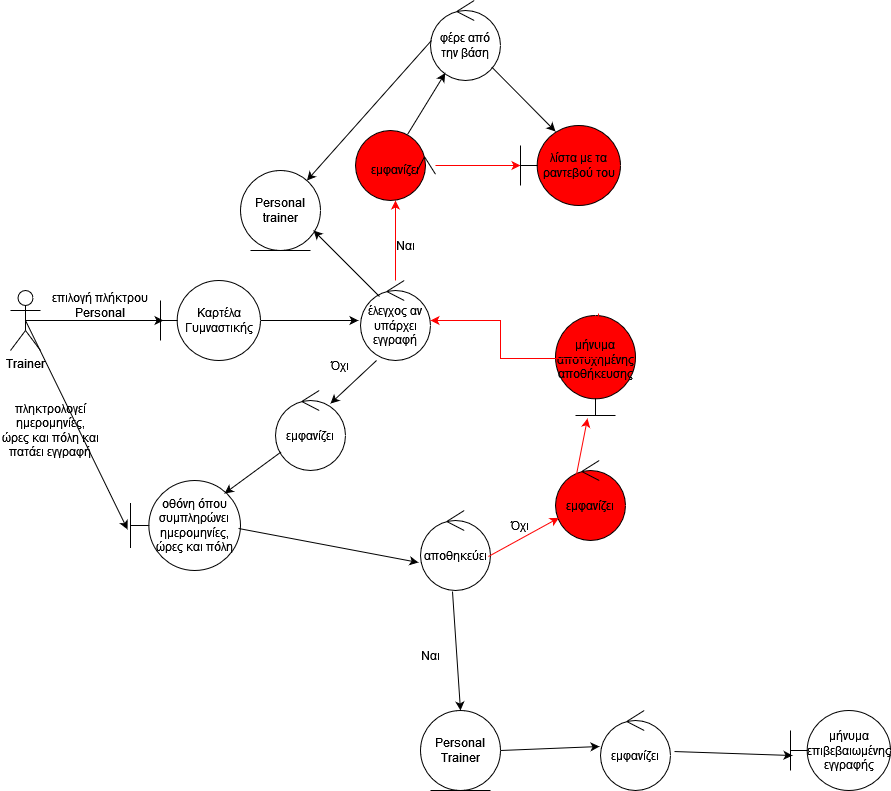 φέρε από
την βάση
εμφανίζει
λίστα με τα
ραντεβού του
Personal
trainer
Ναι
επιλογή πλήκτρου
Personal
Καρτέλα
Γυμναστικής
έλεγχος αν
υπάρχει
εγγραφή
Trainer
μήνυμα
αποτυχημένης
αποθήκευσης
Όχι
πληκτρολογεί
ημερομηνίες,
ώρες και πόλη και
πατάει εγγραφή
εμφανίζει
οθόνη όπου
συμπληρώνει
ημερομηνίες,
ώρες και πόλη
εμφανίζει
Όχι
αποθηκεύει
Ναι
Personal
Trainer
εμφανίζει
μήνυμα
επιβεβαιωμένης
εγγραφής